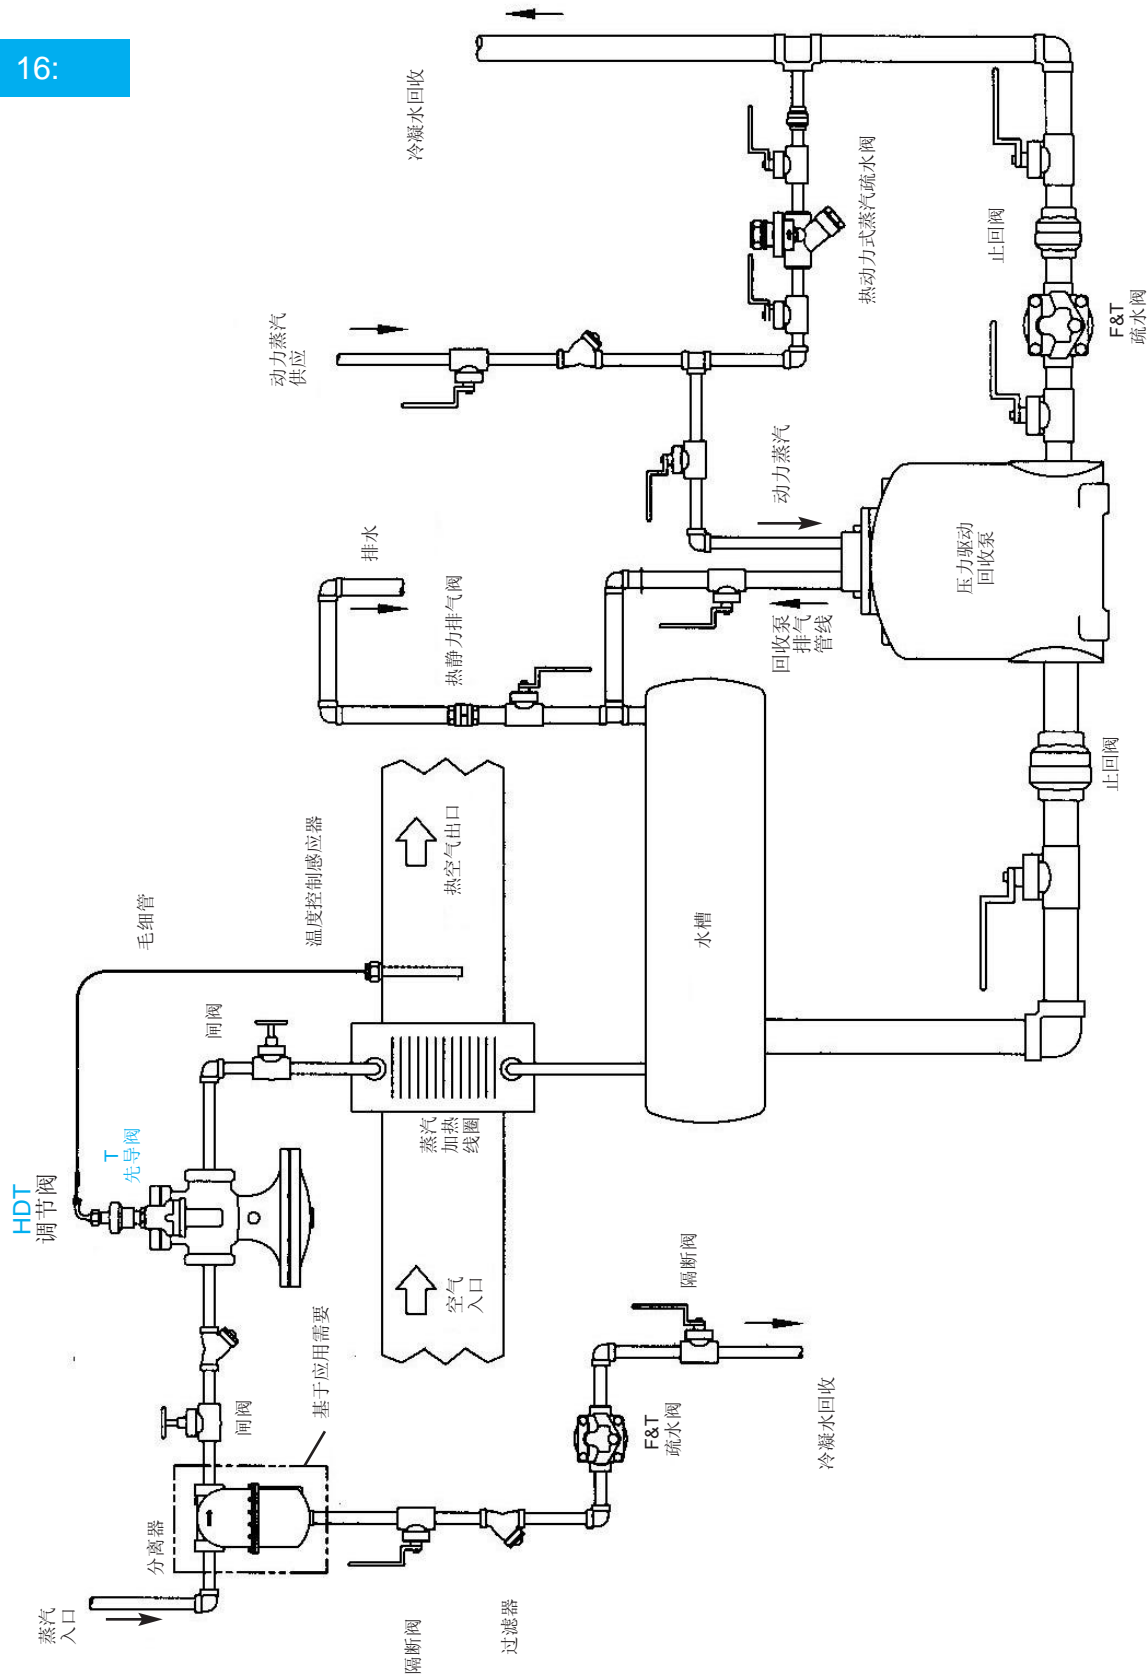 16:
冷凝水回收
动力蒸汽
供应
热动力式蒸汽疏水阀
止回阀
F&T
疏水阀
动力蒸汽
排水
热静力排气阀
回收泵
排气
管线
压力驱动
回收泵
止回阀
温度控制感应器
热空气出口
毛细管
水槽
闸阀
蒸汽
加热
线圈
T
先导阀
HDT
调节阀
空气
入口
隔断阀
基于应用需要
闸阀
F&T
疏水阀
冷凝水回收
分离器
蒸汽
入口
隔断阀
过滤器